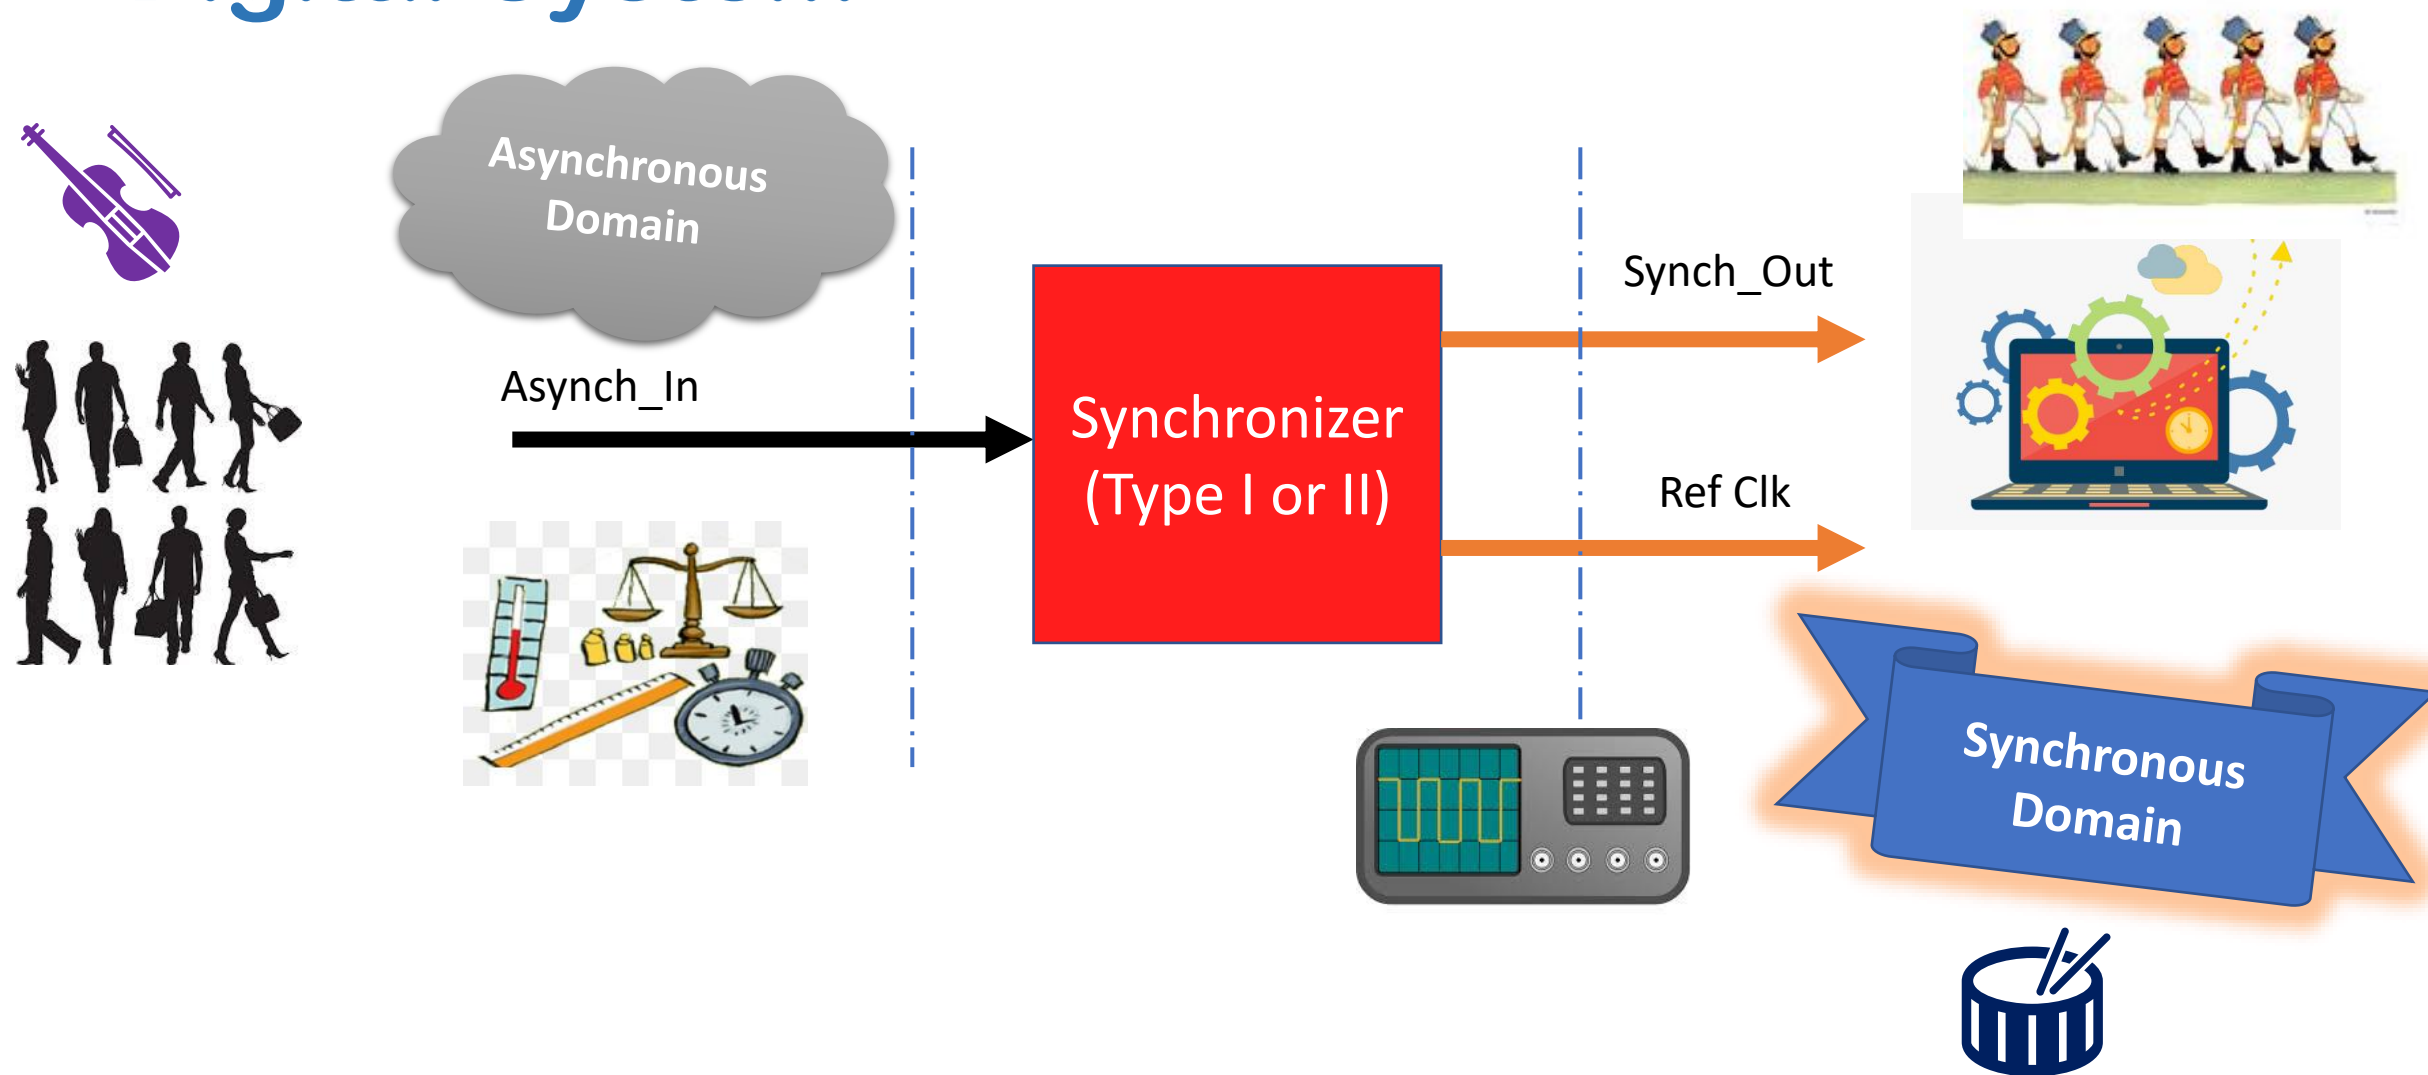 Asynchronous
Domain
Asynch_In
Synchronizer
(Type I or II)
Synch_Out
Ref Clk
Synchronous
Domain